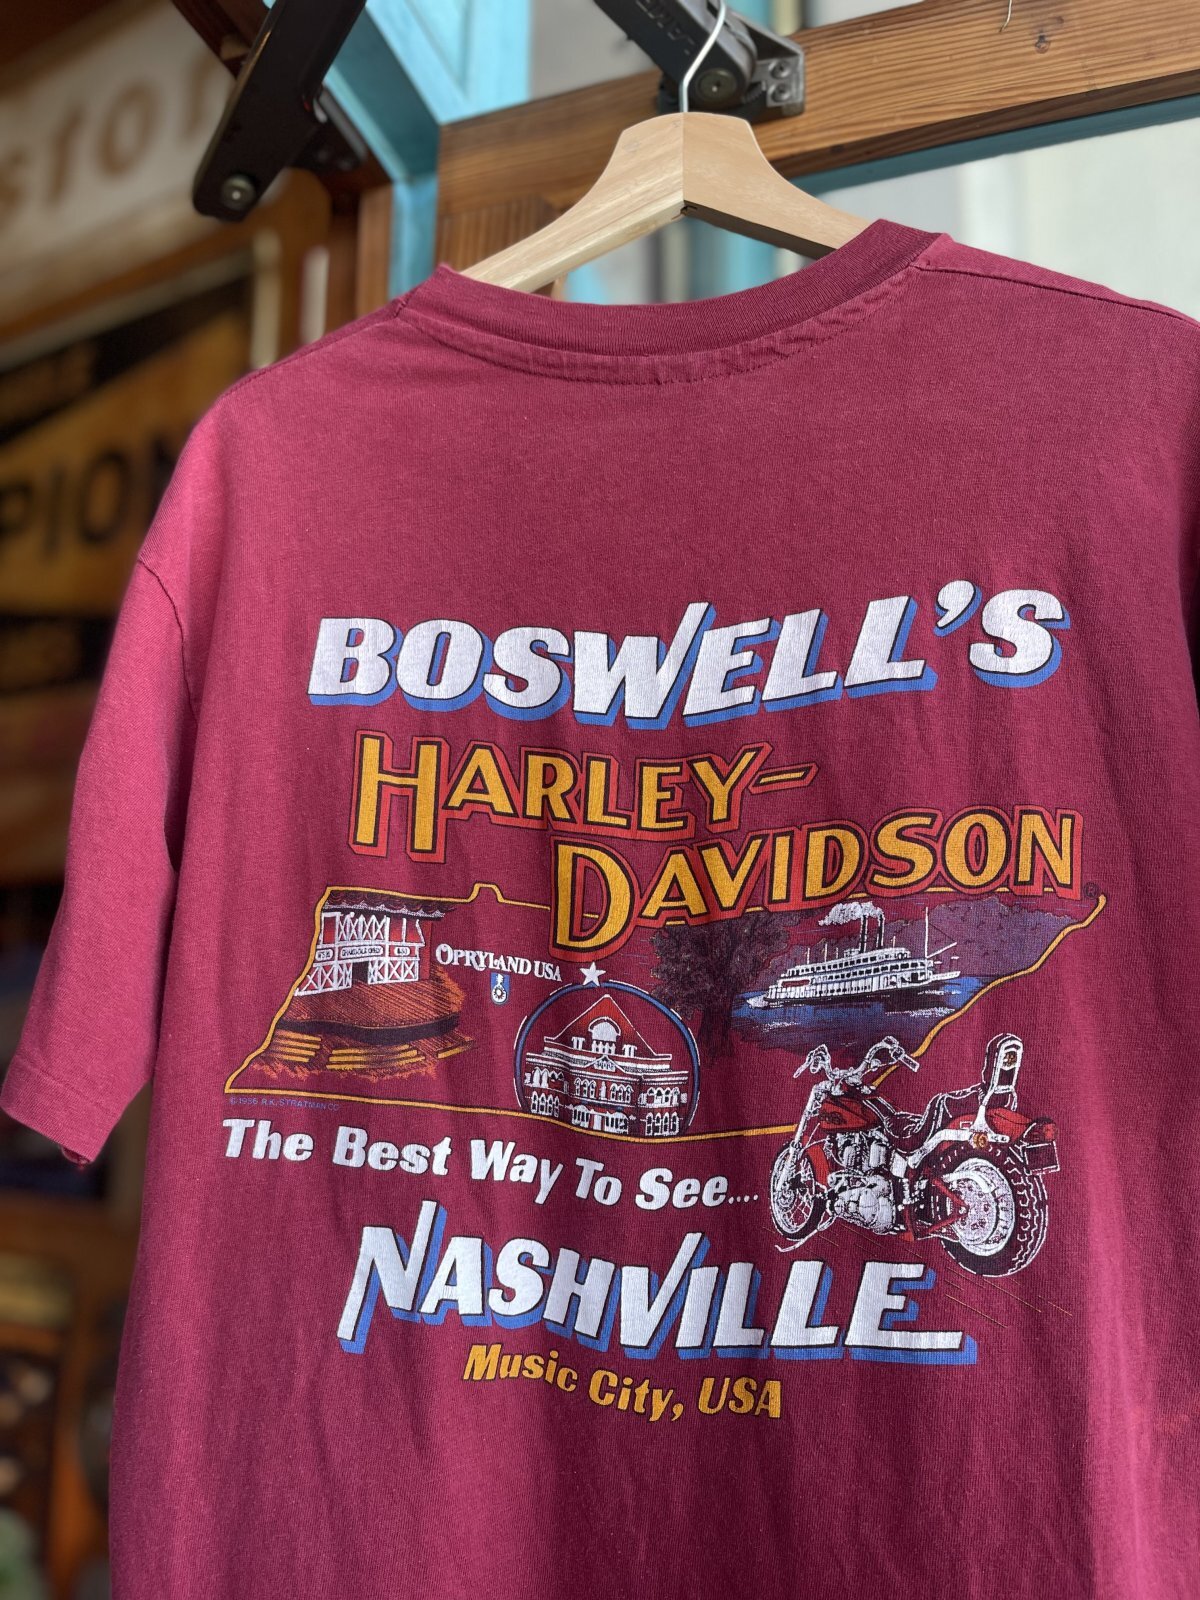 BOSWELL'S
HARLEY-
DAVIDSON®
OPRYLAND USA
The Best Way To See....
NASHVILLE
Music City, USA